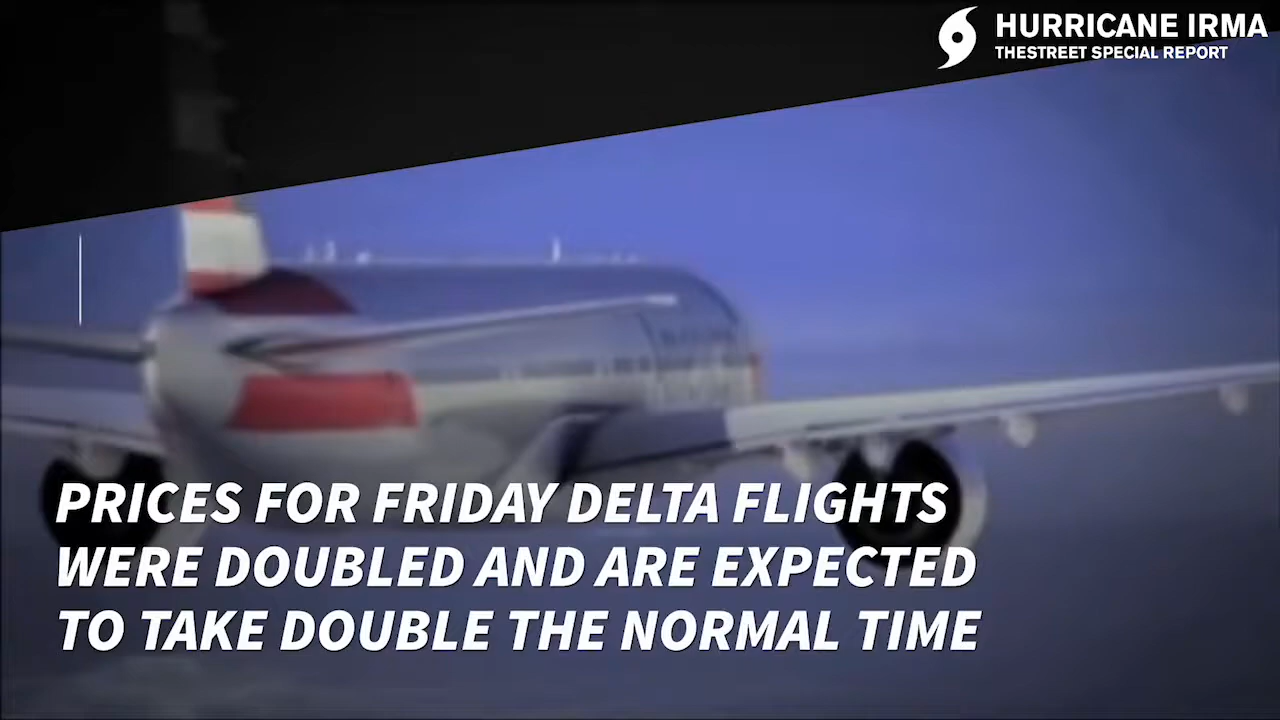 HURRICANE IRMA
THESTREET SPECIAL REPORT
PRICES FOR FRIDAY DELTA FLIGHTS
WERE DOUBLED AND ARE EXPECTED
TO TAKE DOUBLE THE NORMAL TIME